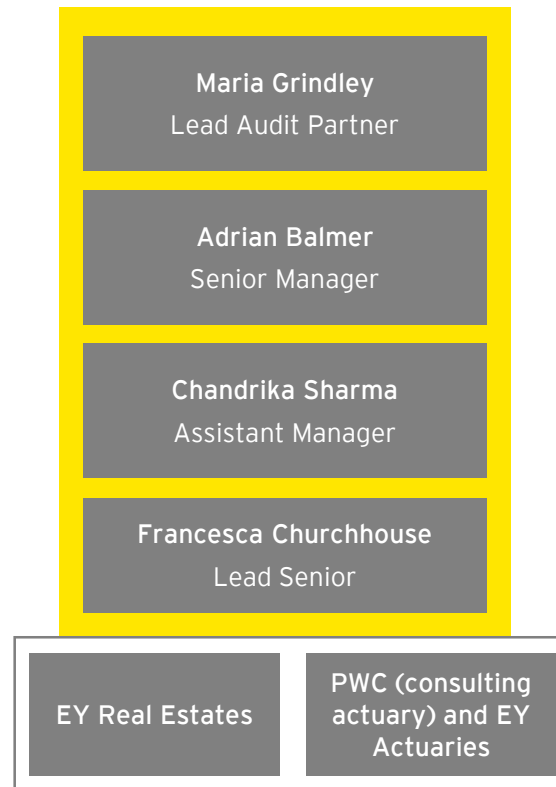 Maria Grindley
Lead Audit Partner
Adrian Balmer
Senior Manager
Chandrika Sharma
Assistant Manager
Francesca Churchhouse
Lead Senior
EY Real Estates
PWC (consulting
actuary) and EY
Actuaries